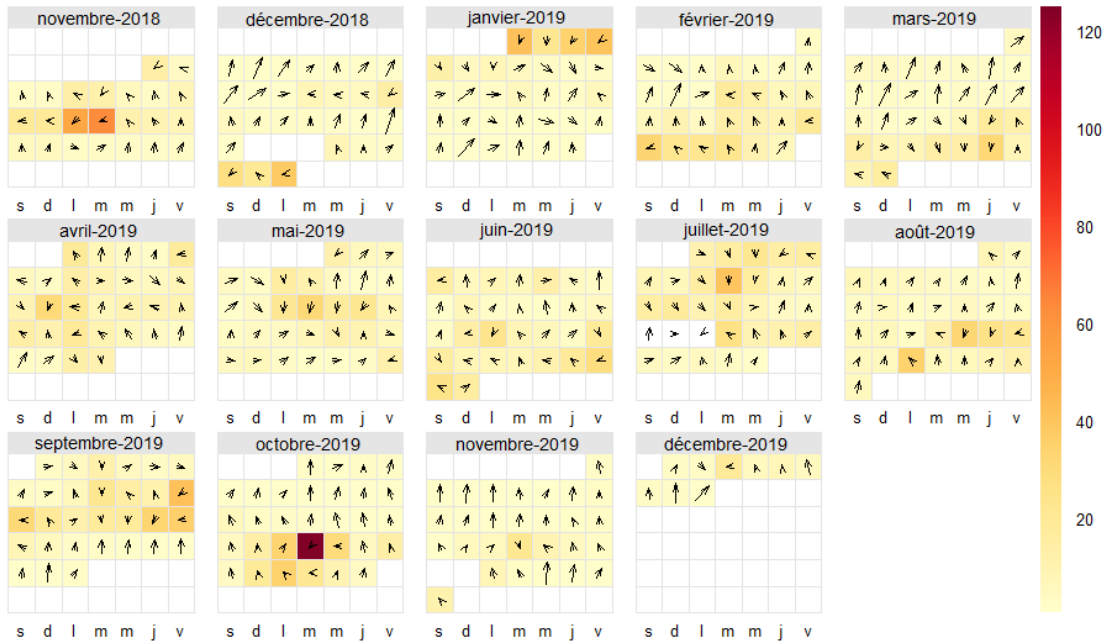 novembre-2018 décembre-2018 janvier-2019 février-2019 mars-2019
s d l m m j v s d l m m j v s d l m m j v s d l m m j v s d l m m j v
avril-2019 mai-2019 juin-2019 juillet-2019 août-2019
s d l m m j v s d l m m j v s d l m m j v s d l m m j v s d l m m j v
septembre-2019 octobre-2019 novembre-2019 décembre-2019
s d l m m j v s d l m m j v s d l m m j v s d l m m j v
120
100
80
60
40
20